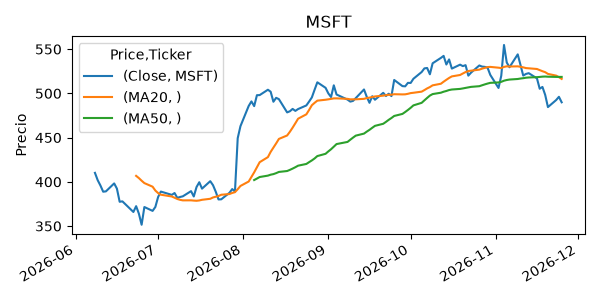 MSFT
Price,Ticker
(Close, MSFT)
(MA20, )
(MA50, )
Precio
550
500
450
400
350
2026-06
2026-07
2026-08
2026-09
2026-10
2026-11
2026-12